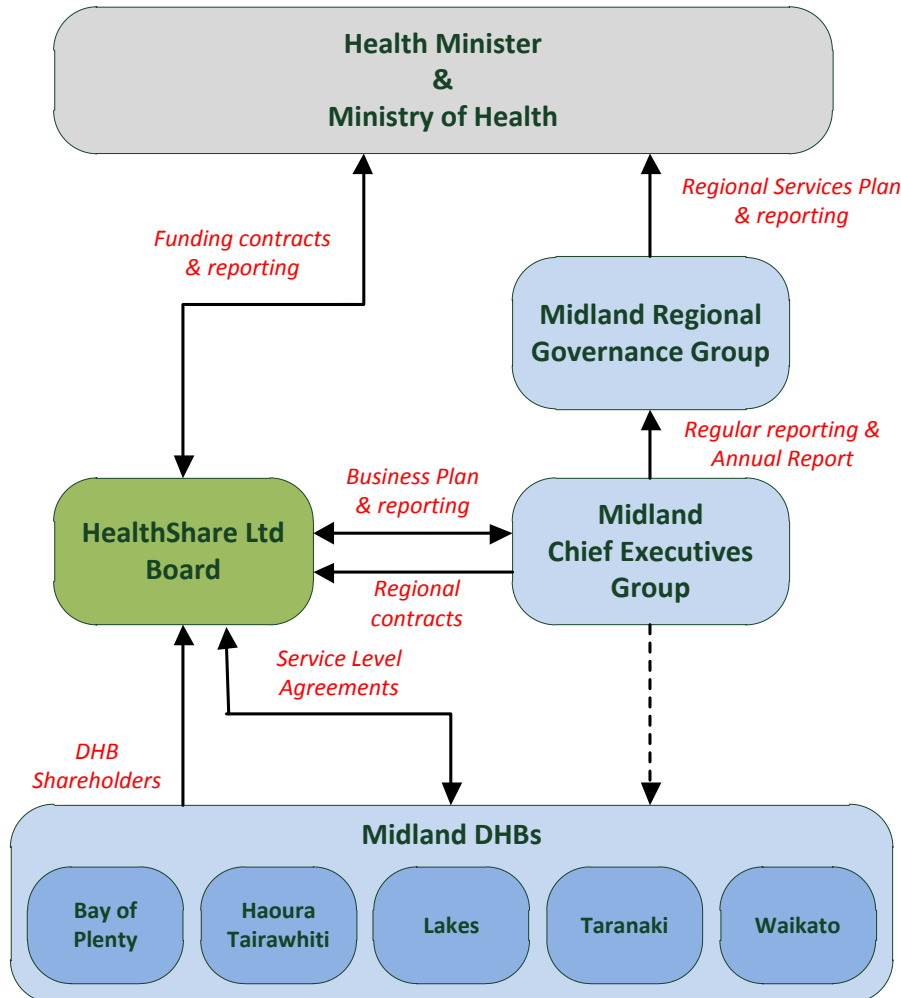 Health Minister
&
Ministry of Health
Regional Services Plan
& reporting
Funding contracts
& reporting
Midland Regional
Governance Group
Regular reporting &
Annual Report
Business Plan
& reporting
HealthShare Ltd
Board
Midland
Chief Executives
Group
Regional
contracts
Service Level
Agreements
DHB
Shareholders
Midland DHBs
Bay of
Plenty
Haoura
Tairawhiti
Lakes
Taranaki
Waikato